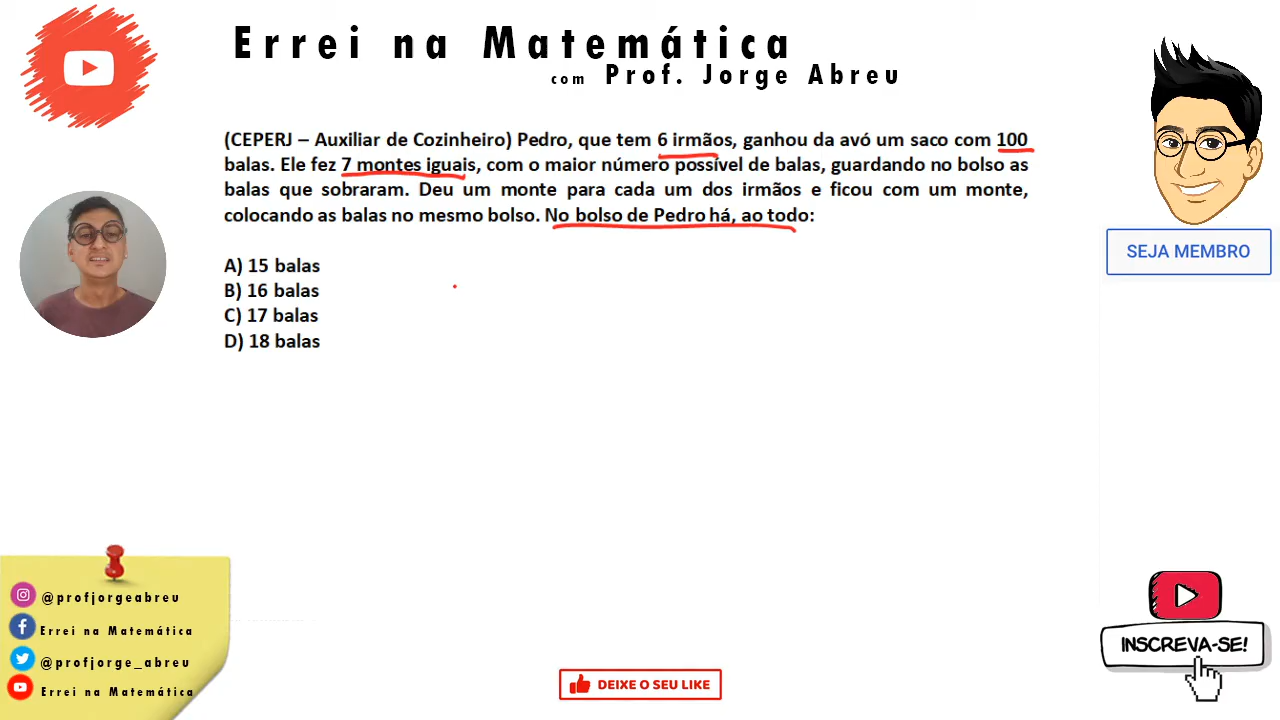 Errei na Matemática
com Prof. Jorge Abreu
(CEPERJ – Auxiliar de Cozinheiro) Pedro, que tem 6 irmãos, ganhou da avó um saco com 100
balas. Ele fez 7 montes iguais, com o maior número possível de balas, guardando no bolso as
balas que sobraram. Deu um monte para cada um dos irmãos e ficou com um monte,
colocando as balas no mesmo bolso. No bolso de Pedro há, ao todo:
A) 15 balas
B) 16 balas
C) 17 balas
D) 18 balas
SEJA MEMBRO
@profjorgeabreu
Errei na Matemática
@profjorge_abreu
Errei na Matemática
DEIXE O SEU LIKE
INSCREVA-SE!